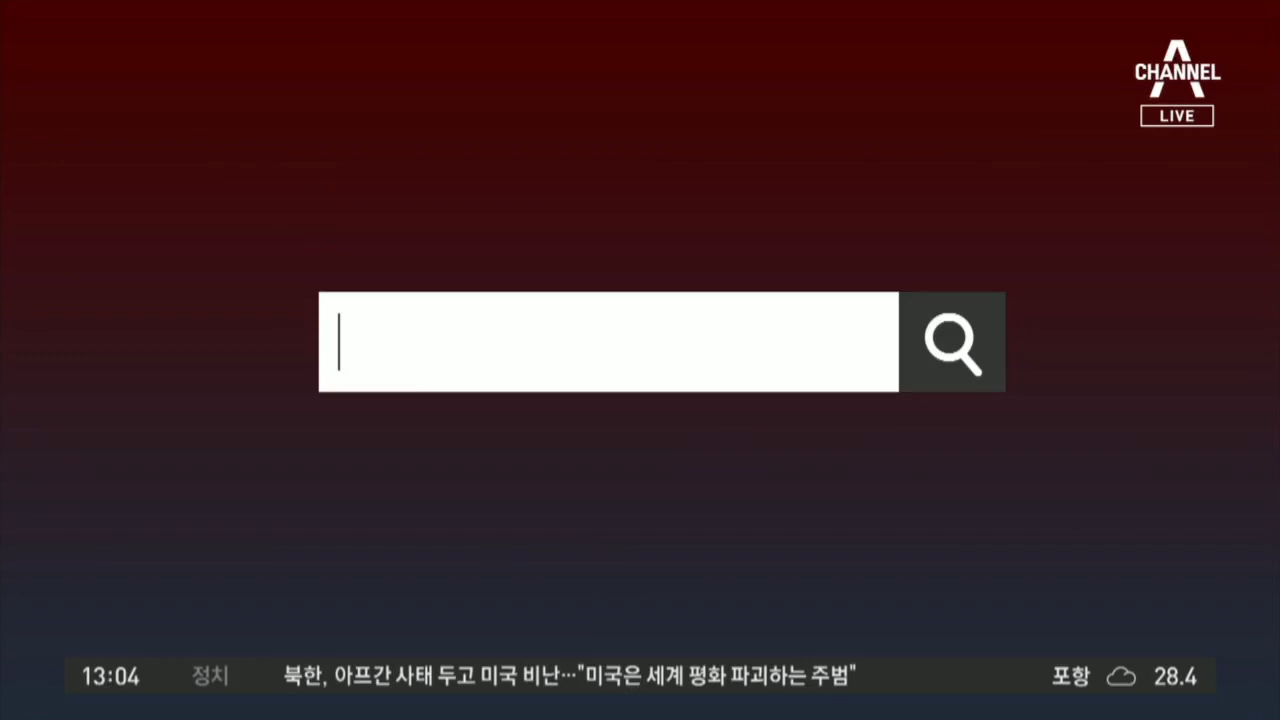 CHANNEL A
LIVE
13:04 정치 북한, 아프간 사태 두고 미국 비난…"미국은 세계 평화 파괴하는 주범" 포항 28.4